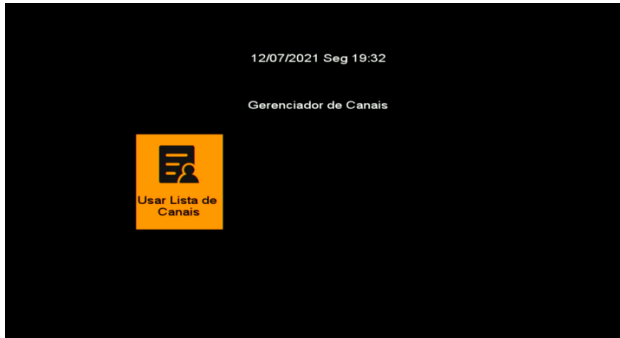 12/07/2021 Seg 19:32
Gerenciador de Canais
Usar Lista de
Canais